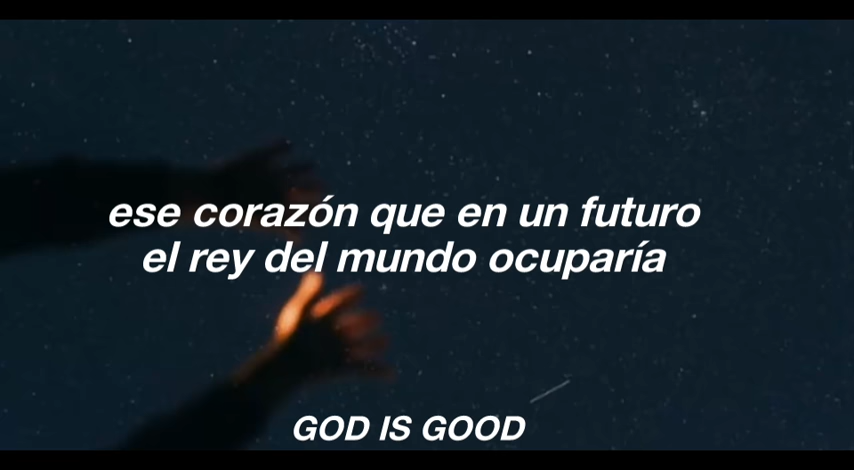 ese corazón que en un futuro
el rey del mundo ocuparía
GOD IS GOOD